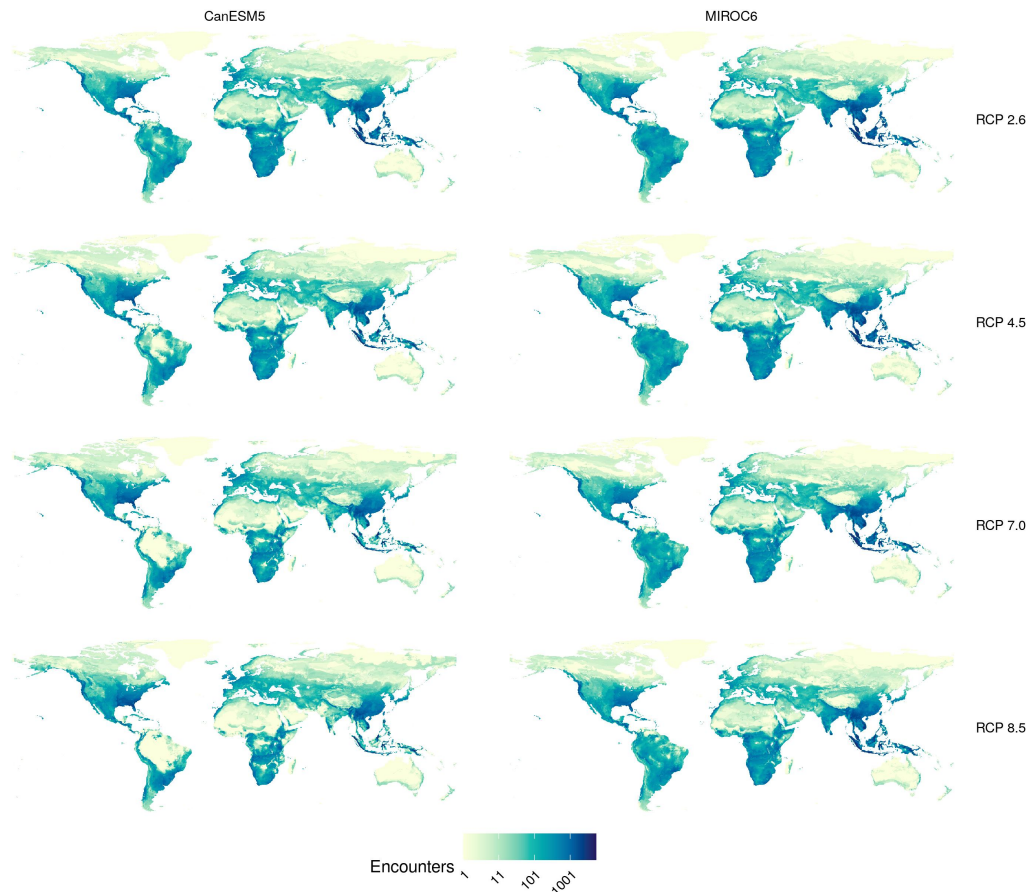 CanESM5
MIROC6
RCP 2.6
RCP 4.5
RCP 7.0
RCP 8.5
Encounters
1
11
101
1001